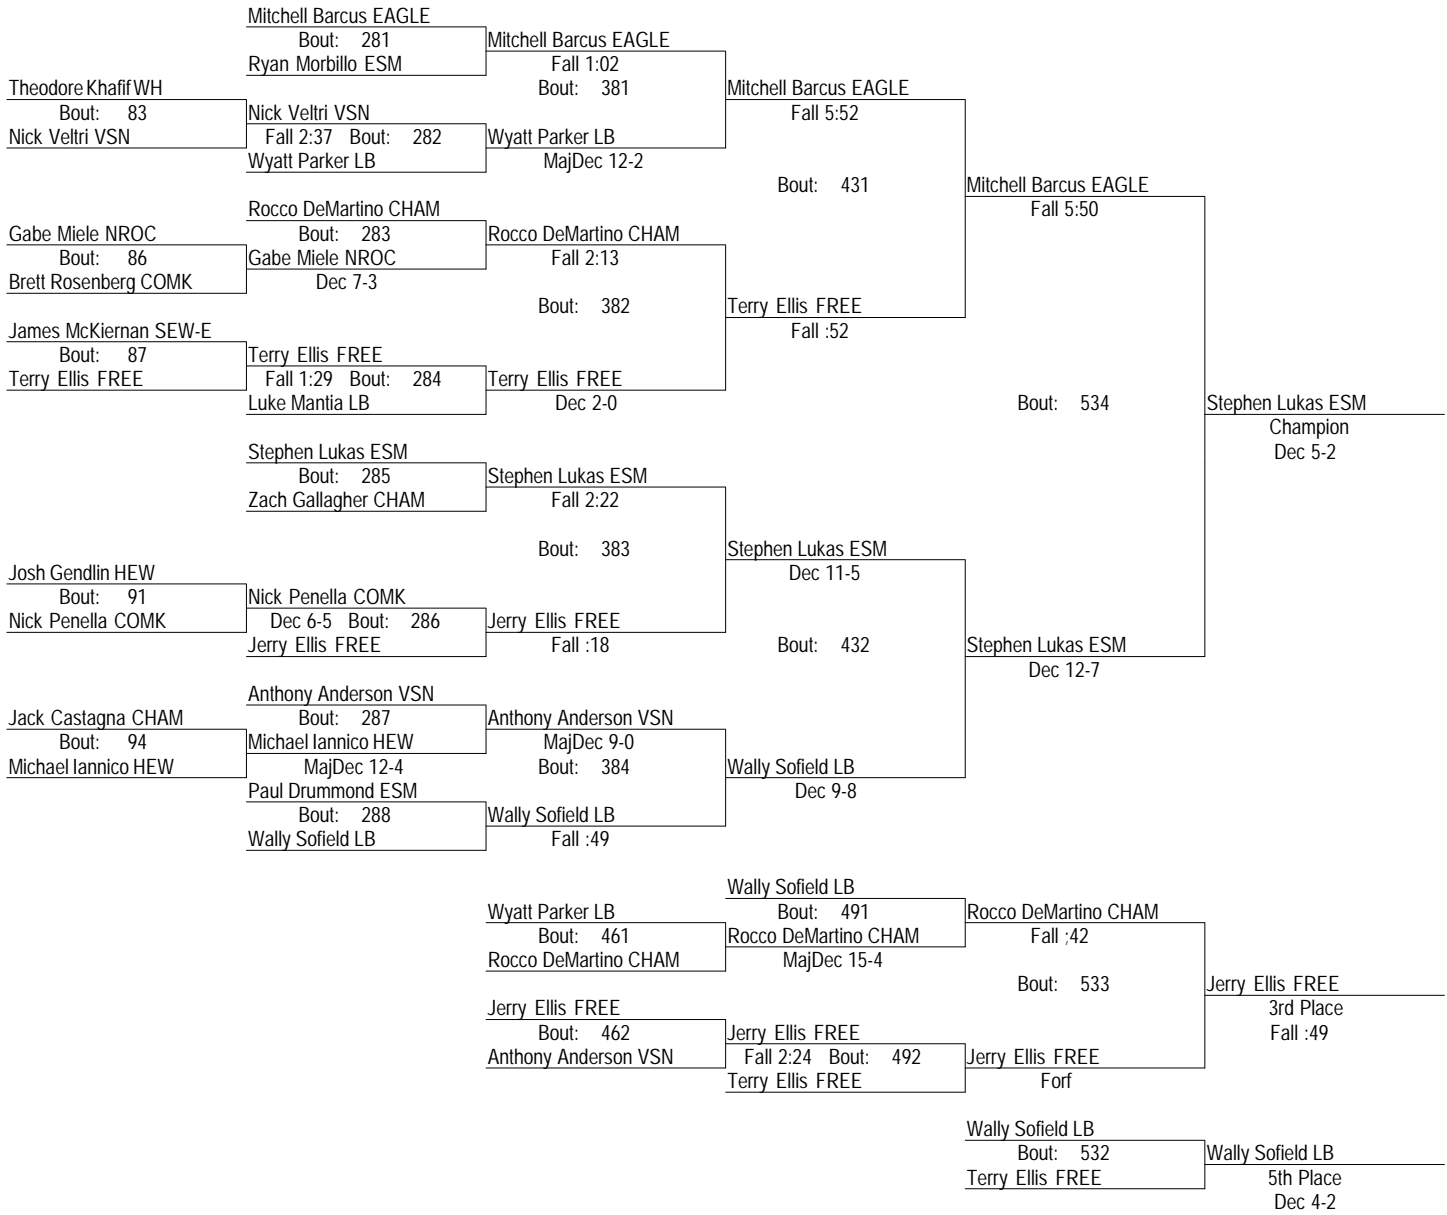 Mitchell Barcus EAGLE
Bout: 281 Mitchell Barcus EAGLE
Ryan Morbillo ESM Fall 1:02
Theodore Khafif WH Bout: 381 Mitchell Barcus EAGLE
Bout: 83 Nick Veltri VSN Fall 5:52
Nick Veltri VSN Fall 2:37 Bout: 282 Wyatt Parker LB
Wyatt Parker LB MajDec 12-2
Bout: 431 Mitchell Barcus EAGLE
Rocco DeMartino CHAM Fall 5:50
Gabe Miele NROC Bout: 283 Rocco DeMartino CHAM
Bout: 86 Gabe Miele NROC Fall 2:13
Brett Rosenberg COMK Dec 7-3
Bout: 382 Terry Ellis FREE
James McKiernan SEW-E Fall :52
Bout: 87 Terry Ellis FREE
Terry Ellis FREE Fall 1:29 Bout: 284 Terry Ellis FREE
Luke Mantia LB Dec 2-0 Bout: 534 Stephen Lukas ESM
Champion
Stephen Lukas ESM Dec 5-2
Bout: 285 Stephen Lukas ESM
Zach Gallagher CHAM Fall 2:22
Bout: 383 Stephen Lukas ESM
Josh Gendlin HEW Dec 11-5
Bout: 91 Nick Penella COMK
Nick Penella COMK Dec 6-5 Bout: 286 Jerry Ellis FREE
Jerry Ellis FREE Fall :18 Bout: 432 Stephen Lukas ESM
Dec 12-7
Anthony Anderson VSN
Jack Castagna CHAM Bout: 287 Anthony Anderson VSN
Bout: 94 Michael Iannico HEW MajDec 9-0
Michael Iannico HEW MajDec 12-4 Bout: 384 Wally Sofield LB
Paul Drummond ESM Dec 9-8
Bout: 288 Wally Sofield LB
Wally Sofield LB Fall :49
Wally Sofield LB
Wyatt Parker LB Bout: 491 Rocco DeMartino CHAM
Bout: 461 Rocco DeMartino CHAM Fall ;42
Rocco DeMartino CHAM MajDec 15-4
Bout: 533 Jerry Ellis FREE
Jerry Ellis FREE 3rd Place
Bout: 462 Jerry Ellis FREE Fall :49
Anthony Anderson VSN Fall 2:24 Bout: 492 Jerry Ellis FREE
Terry Ellis FREE Forf
Wally Sofield LB
Bout: 532 Wally Sofield LB
Terry Ellis FREE 5th Place
Dec 4-2